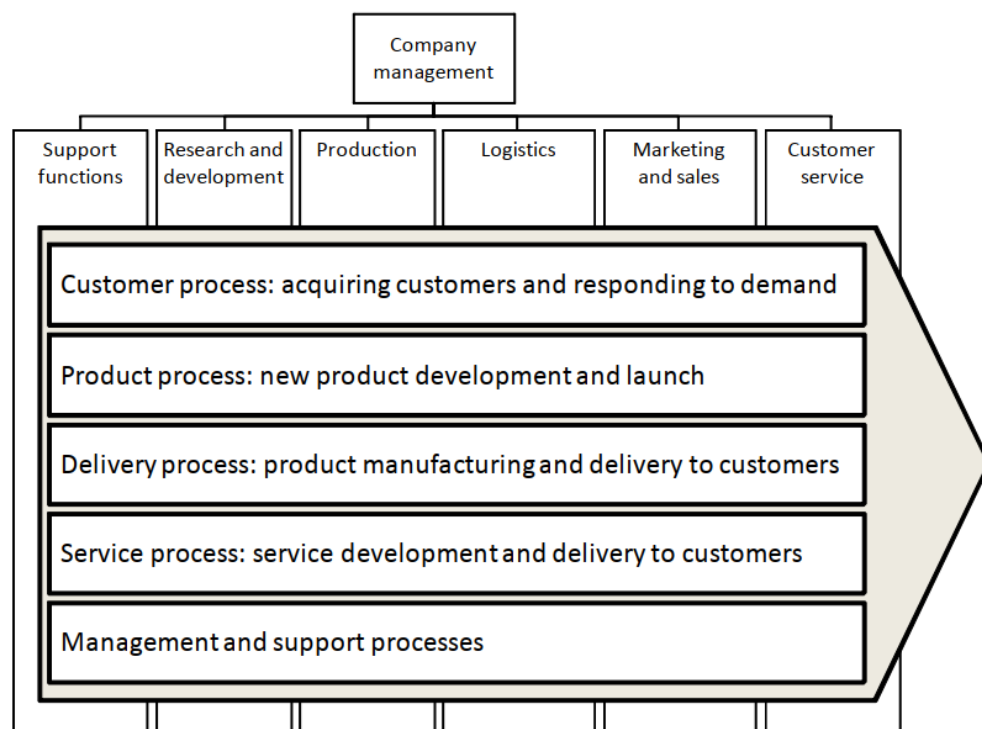 Company
management
Support
functions
Research and
development
Production
Logistics
Marketing
and sales
Customer
service
Customer process: acquiring customers and responding to demand
Product process: new product development and launch
Delivery process: product manufacturing and delivery to customers
Service process: service development and delivery to customers
Management and support processes